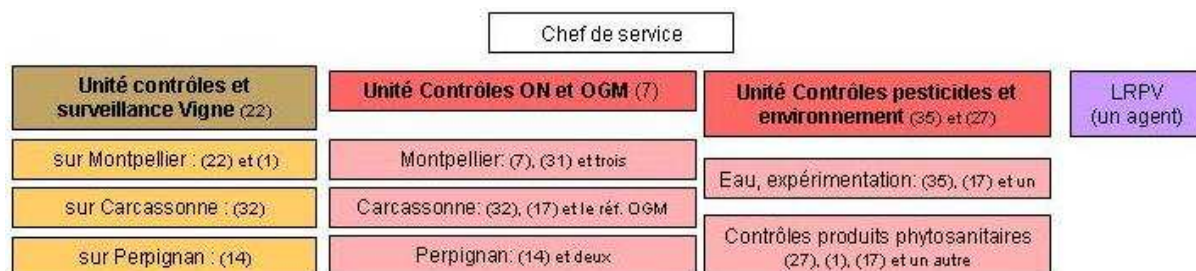 Chef de service
Unité contrôles et
surveillance Vigne (22)
sur Montpellier : (22) et (1)
sur Carcassonne : (32)
sur Perpignan : (14)
Unité Contrôles ON et OGM (7)
Montpellier: (7), (31) et trois
Carcassonne: (32), (17) et le réf. OGM
Perpignan: (14) et deux
Unité Contrôles pesticides et
environnement (35) et (27)
Eau, expérimentation: (35), (17) et un
Contrôles produits phytosanitaires
(27), (1), (17) et un autre
LRPV
(un agent)